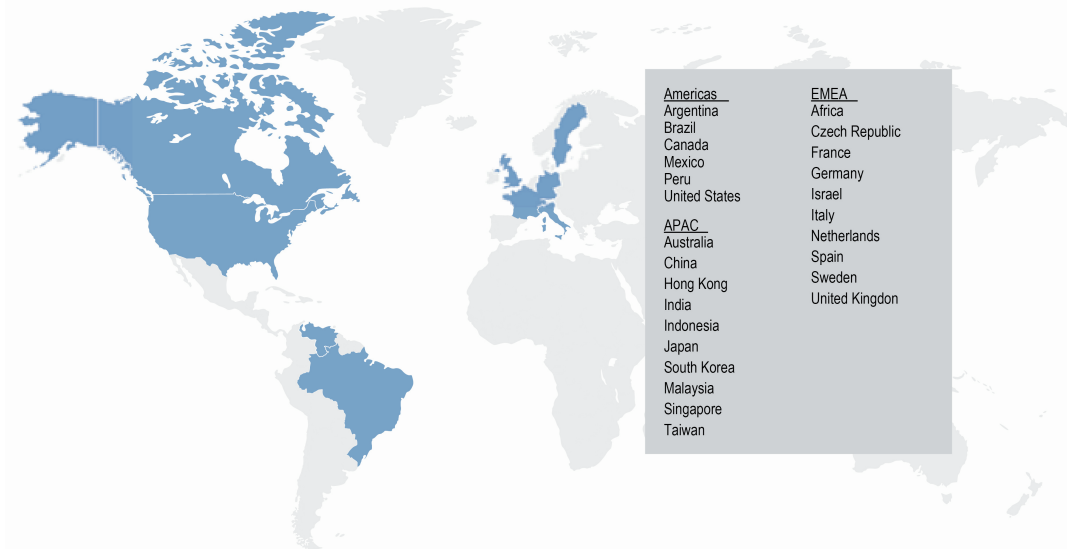 Americas
Argentina
Brazil
Canada
Mexico
Peru
United States
APAC
Australia
China
Hong Kong
India
Indonesia
Japan
South Korea
Malaysia
Singapore
Taiwan
EMEA
Africa
Czech Republic
France
Germany
Israel
Italy
Netherlands
Spain
Sweden
United Kingdon